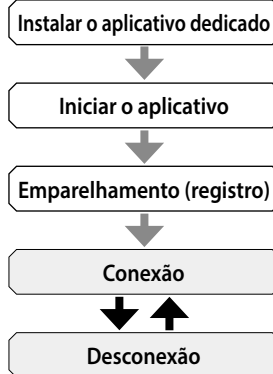 Instalar o aplicativo dedicado
Iniciar o aplicativo
Emparelhamento (registro)
Conexão
Desconexão